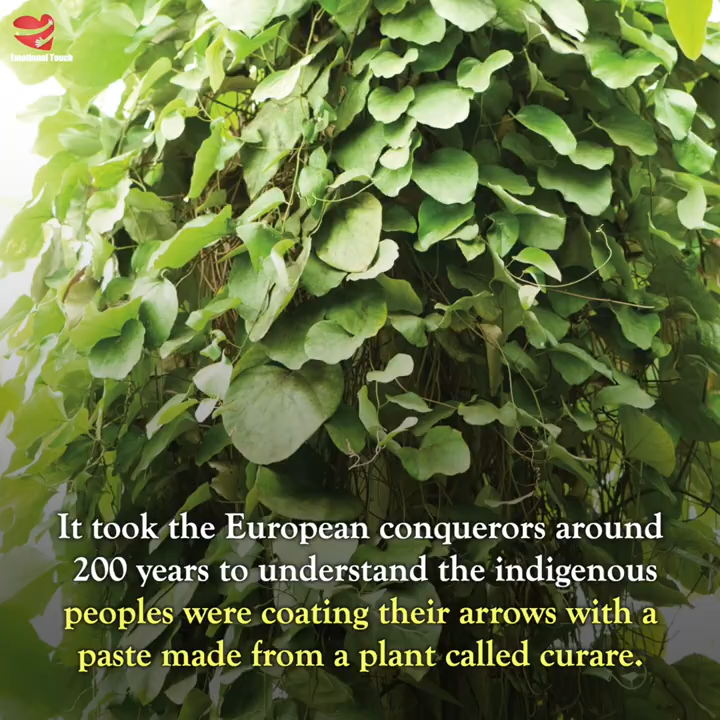 Emotional Touch
It took the European conquerors around
200 years to understand the indigenous
peoples were coating their arrows with a
paste made from a plant called curare.